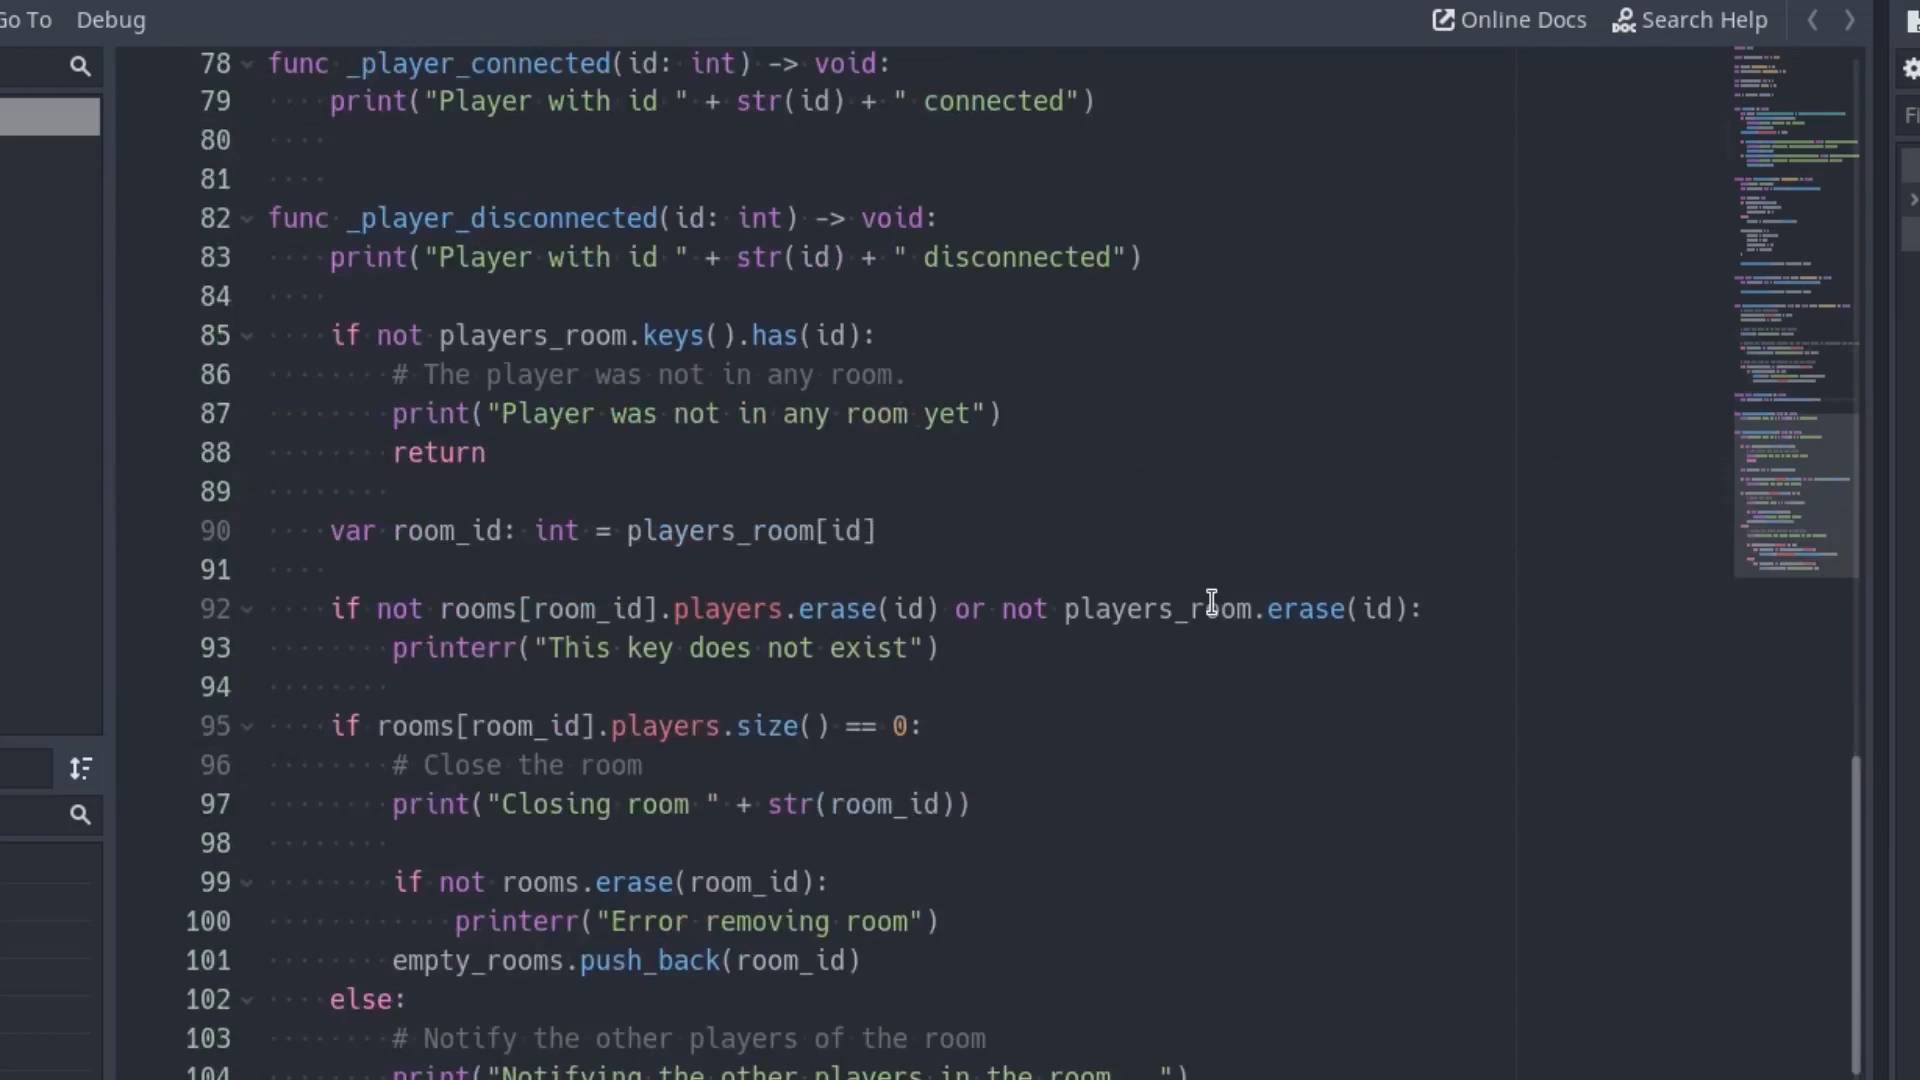 Go To Debug Online Docs Search Help
78 func _player_connected(id: int) -> void:
79 print("Player with id " + str(id) + " connected")
80
81
82 func _player_disconnected(id: int) -> void:
83 print("Player with id " + str(id) + " disconnected")
84
85 if not players_room.keys().has(id):
86 # The player was not in any room.
87 print("Player was not in any room yet")
88 return
89
90 var room_id: int = players_room[id]
91
92 if not rooms[room_id].players.erase(id) or not players_room.erase(id):
93 printerr("This key does not exist")
94
95 if rooms[room_id].players.size() == 0:
96 # Close the room
97 print("Closing room " + str(room_id))
98
99 if not rooms.erase(room_id):
100 printerr("Error removing room")
101 empty_rooms.push_back(room_id)
102 else:
103 # Notify the other players of the room
104 print("Notifying the other players in the room...")